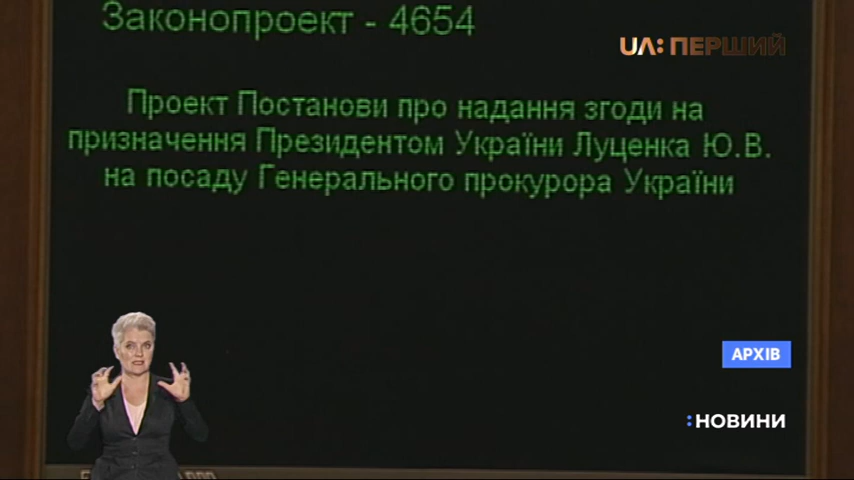 Законопроект - 4654
UA: ПЕРШИЙ
Проект Постанови про надання згоди на
призначення Президентом України Луценка Ю.В.
на посаду Генерального прокурора України
АРХІВ
:НОВИНИ